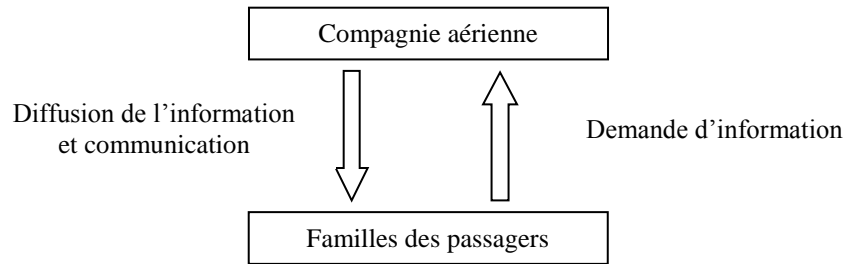 Compagnie aérienne
Diffusion de l’information
et communication
Demande d’information
Familles des passagers